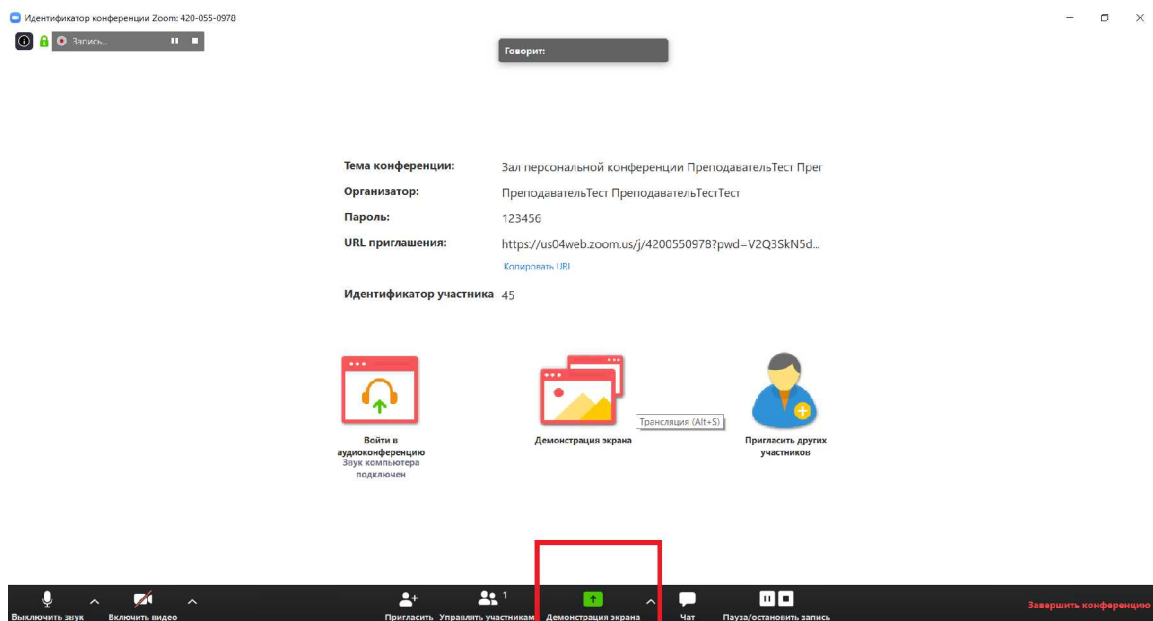 Идентификатор конференции Zoom: 420-055-0978
Запись...
Говорит:
Тема конференции: Зал персональной конференции ПреподавательТест Прег
Организатор: ПреподавательТест ПреподавательТестТест
Пароль: 123456
URL приглашения: https://us04web.zoom.us/j/4200550978?pwd=V2Q3SkN5d...
Копировать URL
Идентификатор участника 45
Войти в
аудиоконференцию
Звук компьютера
подключен
Демонстрация экрана
Трансляция (Alt+S)
Пригласить других
участников
Выключить звук
Включить видео
Пригласить
1
Управлять участникам
Демонстрация экрана
Чат
Пауза/остановить запись
Завершить конференцию